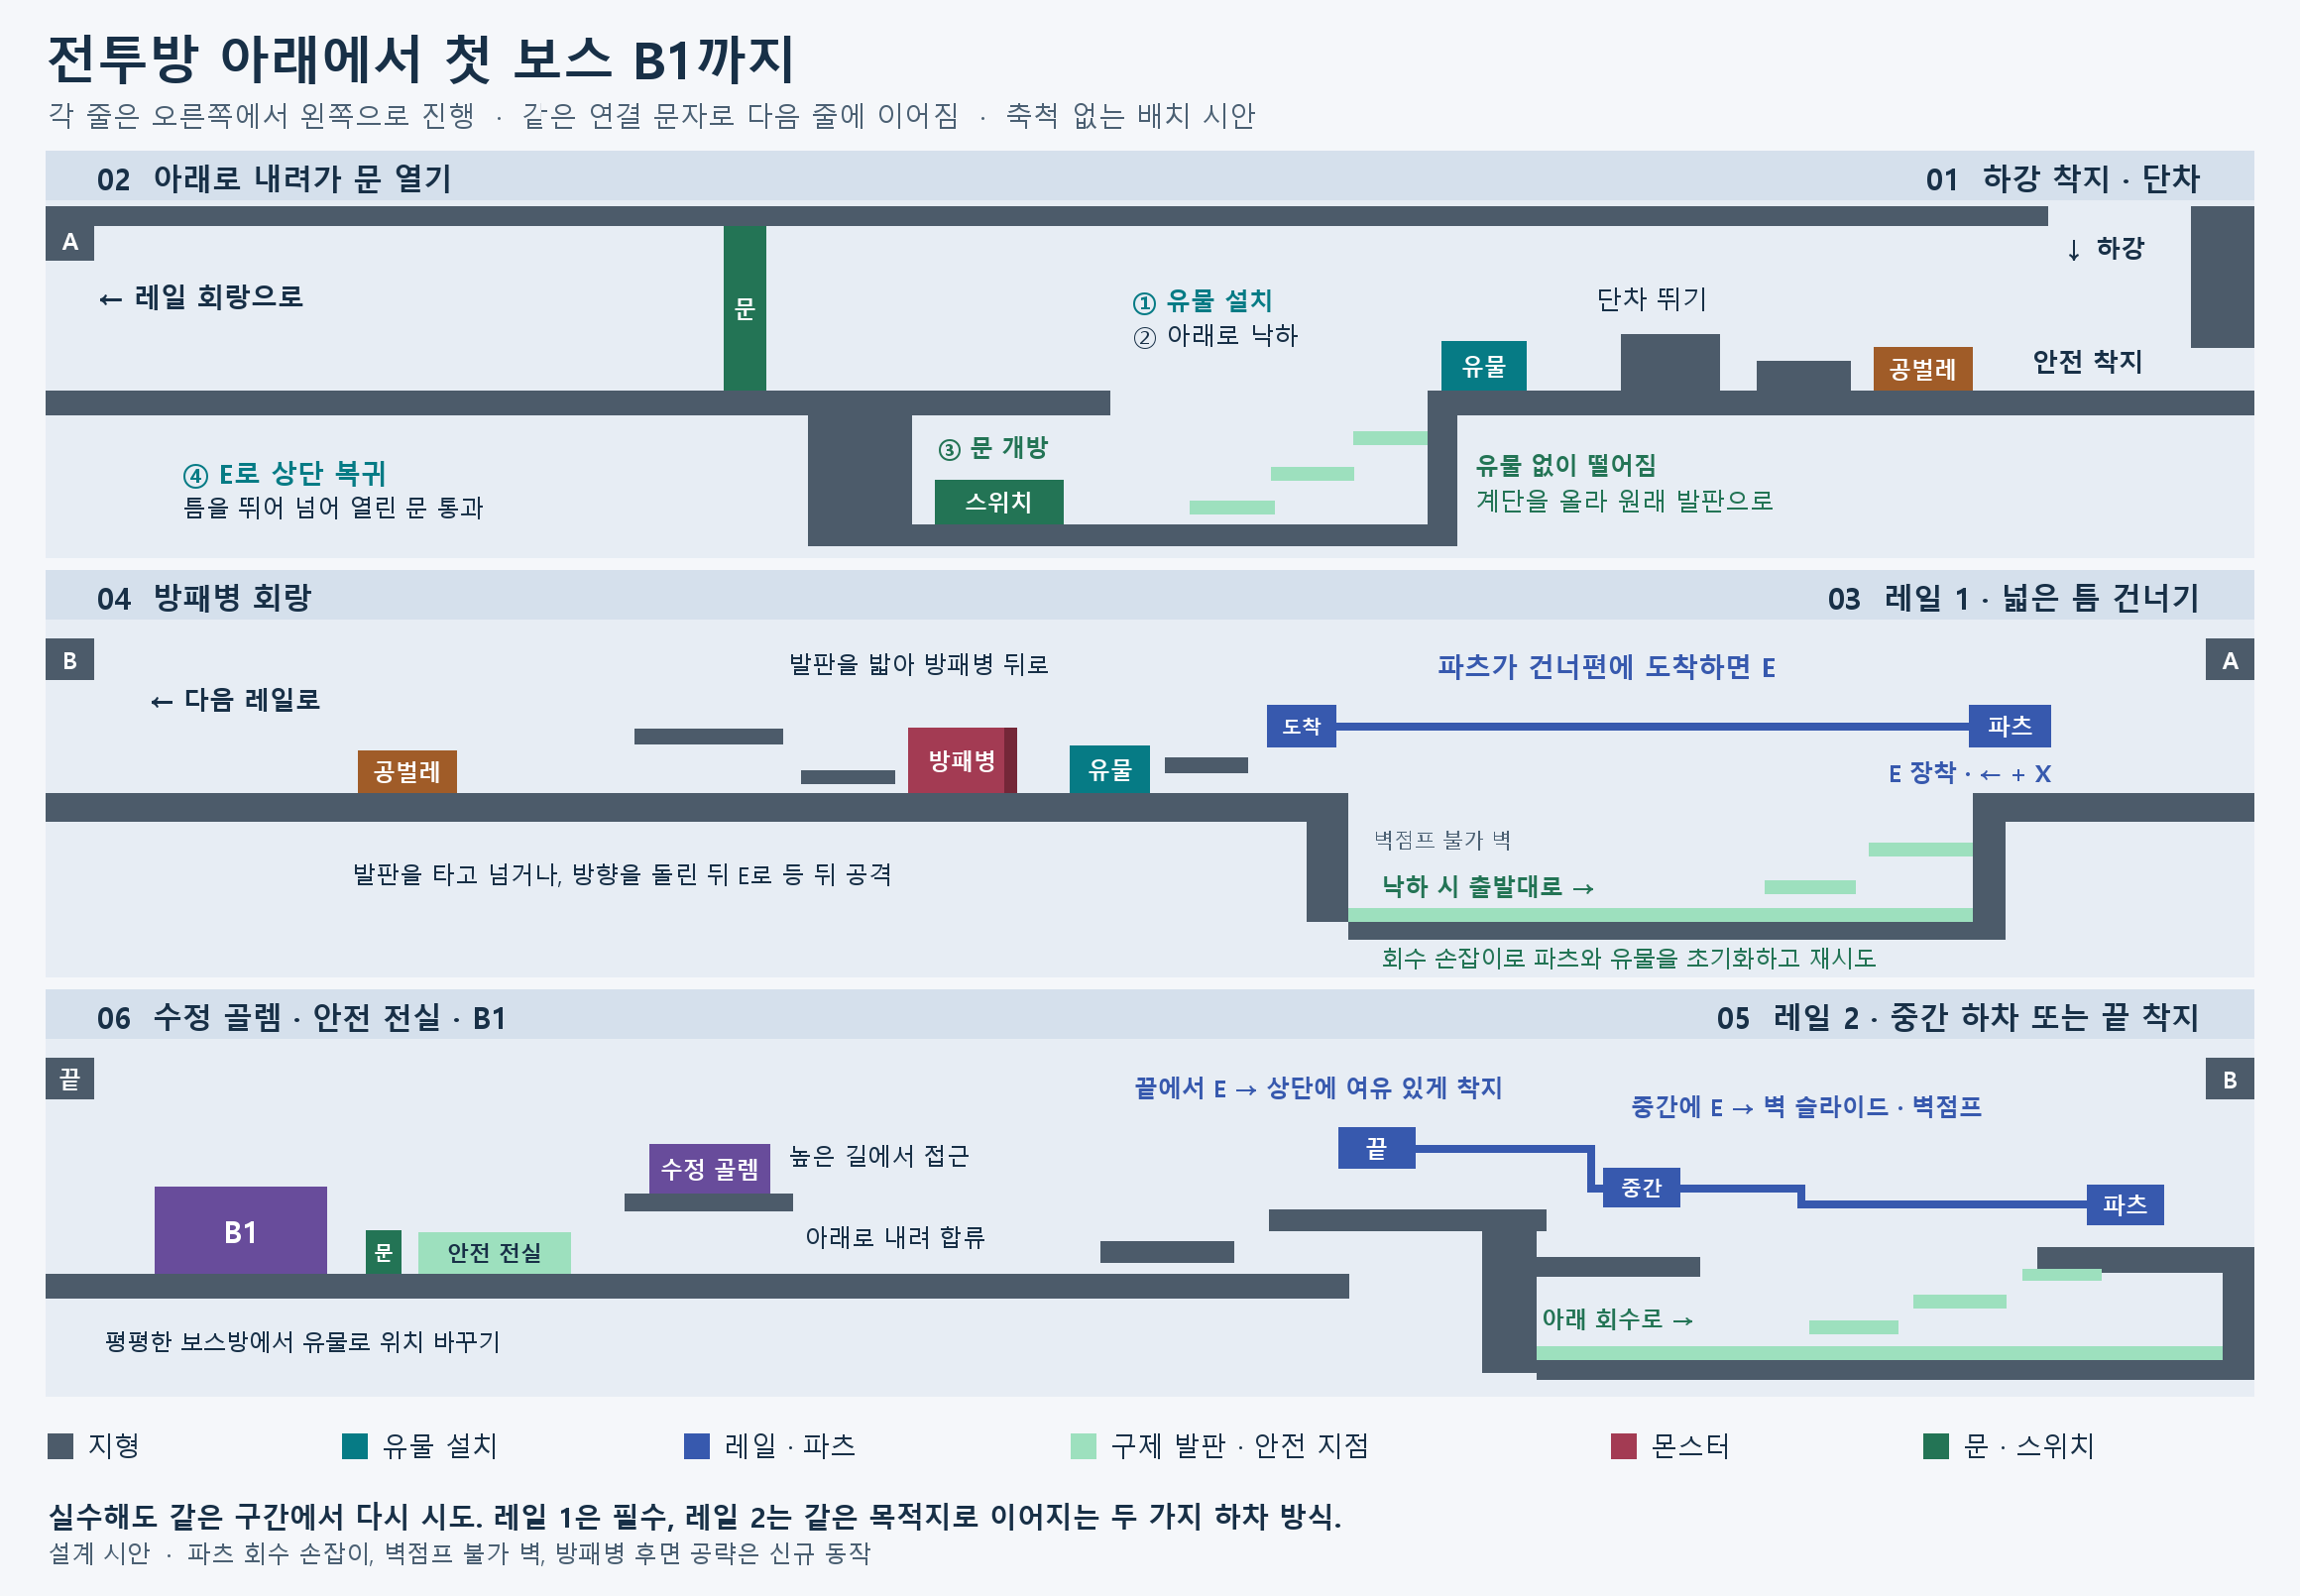 전투방 아래에서 첫 보스 B1까지
각 줄은 오른쪽에서 왼쪽으로 진행 · 같은 연결 문자로 다음 줄에 이어짐 · 축척 없는 배치 시안
02 아래로 내려가 문 열기
01 하강 착지 · 단차
A
↓ 하강
← 레일 회랑으로
문
① 유물 설치
② 아래로 낙하
단차 뛰기
유물
공벌레
안전 착지
③ 문 개방
스위치
④ E로 상단 복귀
틈을 뛰어 넘어 열린 문 통과
유물 없이 떨어짐
계단을 올라 원래 발판으로
04 방패병 회랑
03 레일 1 · 넓은 틈 건너기
B
발판을 밟아 방패병 뒤로
파츠가 건너편에 도착하면 E
A
← 다음 레일로
도착
파츠
공벌레
방패병
유물
E 장착 · ← + X
벽점프 불가 벽
발판을 타고 넘거나, 방향을 돌린 뒤 E로 등 뒤 공격
낙하 시 출발대로 →
회수 손잡이로 파츠와 유물을 초기화하고 재시도
06 수정 골렘 · 안전 전실 · B1
05 레일 2 · 중간 하차 또는 끝 착지
끝
끝에서 E → 상단에 여유 있게 착지
중간에 E → 벽 슬라이드 · 벽점프
B
끝
수정 골렘
높은 길에서 접근
중간
파츠
B1
문
안전 전실
아래로 내려 합류
아래 회수로 →
평평한 보스방에서 유물로 위치 바꾸기
지형
유물 설치
레일 · 파츠
구제 발판 · 안전 지점
몬스터
문 · 스위치
실수해도 같은 구간에서 다시 시도. 레일 1은 필수, 레일 2는 같은 목적지로 이어지는 두 가지 하차 방식.
설계 시안 · 파츠 회수 손잡이, 벽점프 불가 벽, 방패병 후면 공략은 신규 동작